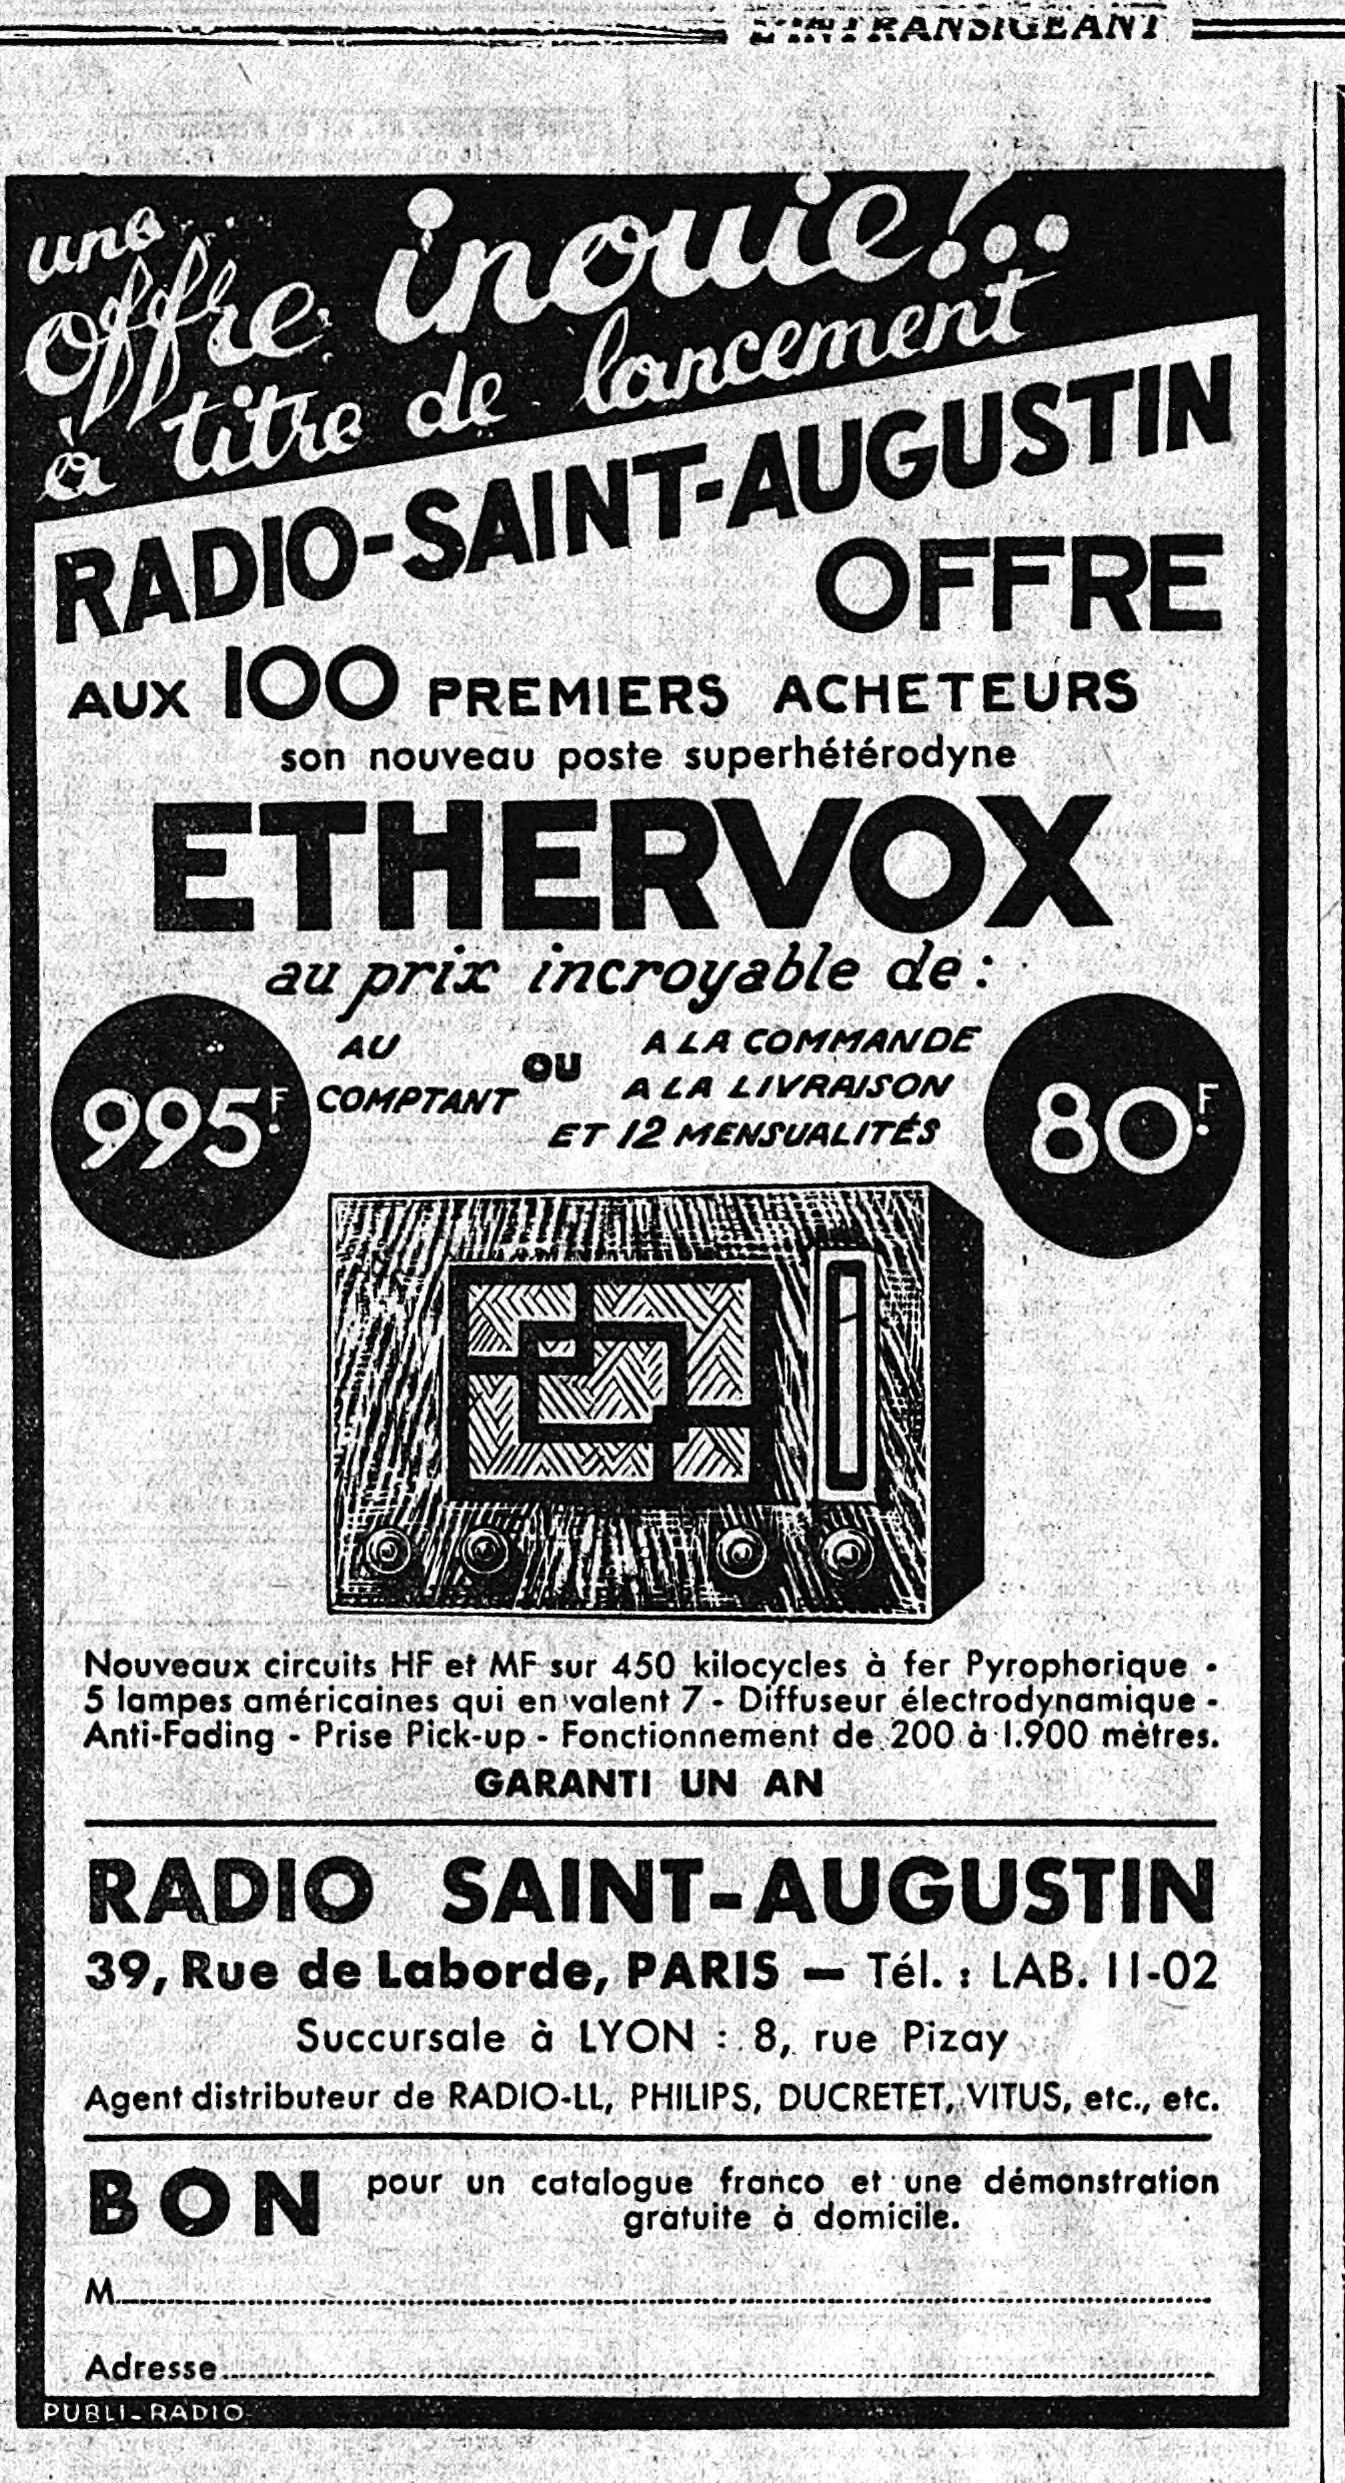 L'INTRANSIGEANT
une
offre inouie!..
à titre de lancement
RADIO-SAINT-AUGUSTIN
OFFRE
AUX 100 PREMIERS ACHETEURS
son nouveau poste superhétérodyne
ETHERVOX
au prix incroyable de :
995F.
AU
COMPTANT
OU
A LA COMMANDE
A LA LIVRAISON
ET 12 MENSUALITÉS
80F.
Nouveaux circuits HF et MF sur 450 kilocycles à fer Pyrophorique -
5 lampes américaines qui en valent 7 - Diffuseur électrodynamique -
Anti-Fading - Prise Pick-up - Fonctionnement de 200 à 1.900 mètres.
GARANTI UN AN
RADIO SAINT-AUGUSTIN
39, Rue de Laborde, PARIS — Tél. : LAB. 11-02
Succursale à LYON : 8, rue Pizay
Agent distributeur de RADIO-LL, PHILIPS, DUCRETET, VITUS, etc., etc.
BON pour un catalogue franco et une démonstration
gratuite à domicile.
M
Adresse
PUBLI-RADIO